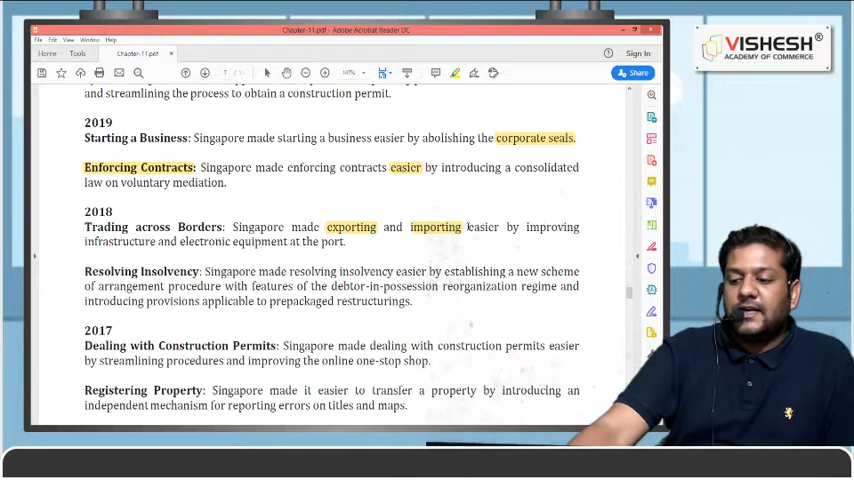 Chapter-11.pdf - Adobe Acrobat Reader DC
File Edit View Window Help
Home Tools Chapter-11.pdf × Sign In
7 147% Share
and streamlining the process to obtain a construction permit.
2019
Starting a Business: Singapore made starting a business easier by abolishing the corporate seals.
Enforcing Contracts: Singapore made enforcing contracts easier by introducing a consolidated
law on voluntary mediation.
2018
Trading across Borders: Singapore made exporting and importing easier by improving
infrastructure and electronic equipment at the port.
Resolving Insolvency: Singapore made resolving insolvency easier by establishing a new scheme
of arrangement procedure with features of the debtor-in-possession reorganization regime and
introducing provisions applicable to prepackaged restructurings.
2017
Dealing with Construction Permits: Singapore made dealing with construction permits easier
by streamlining procedures and improving the online one-stop shop.
Registering Property: Singapore made it easier to transfer a property by introducing an
independent mechanism for reporting errors on titles and maps.
VISHESH®
ACADEMY OF COMMERCE